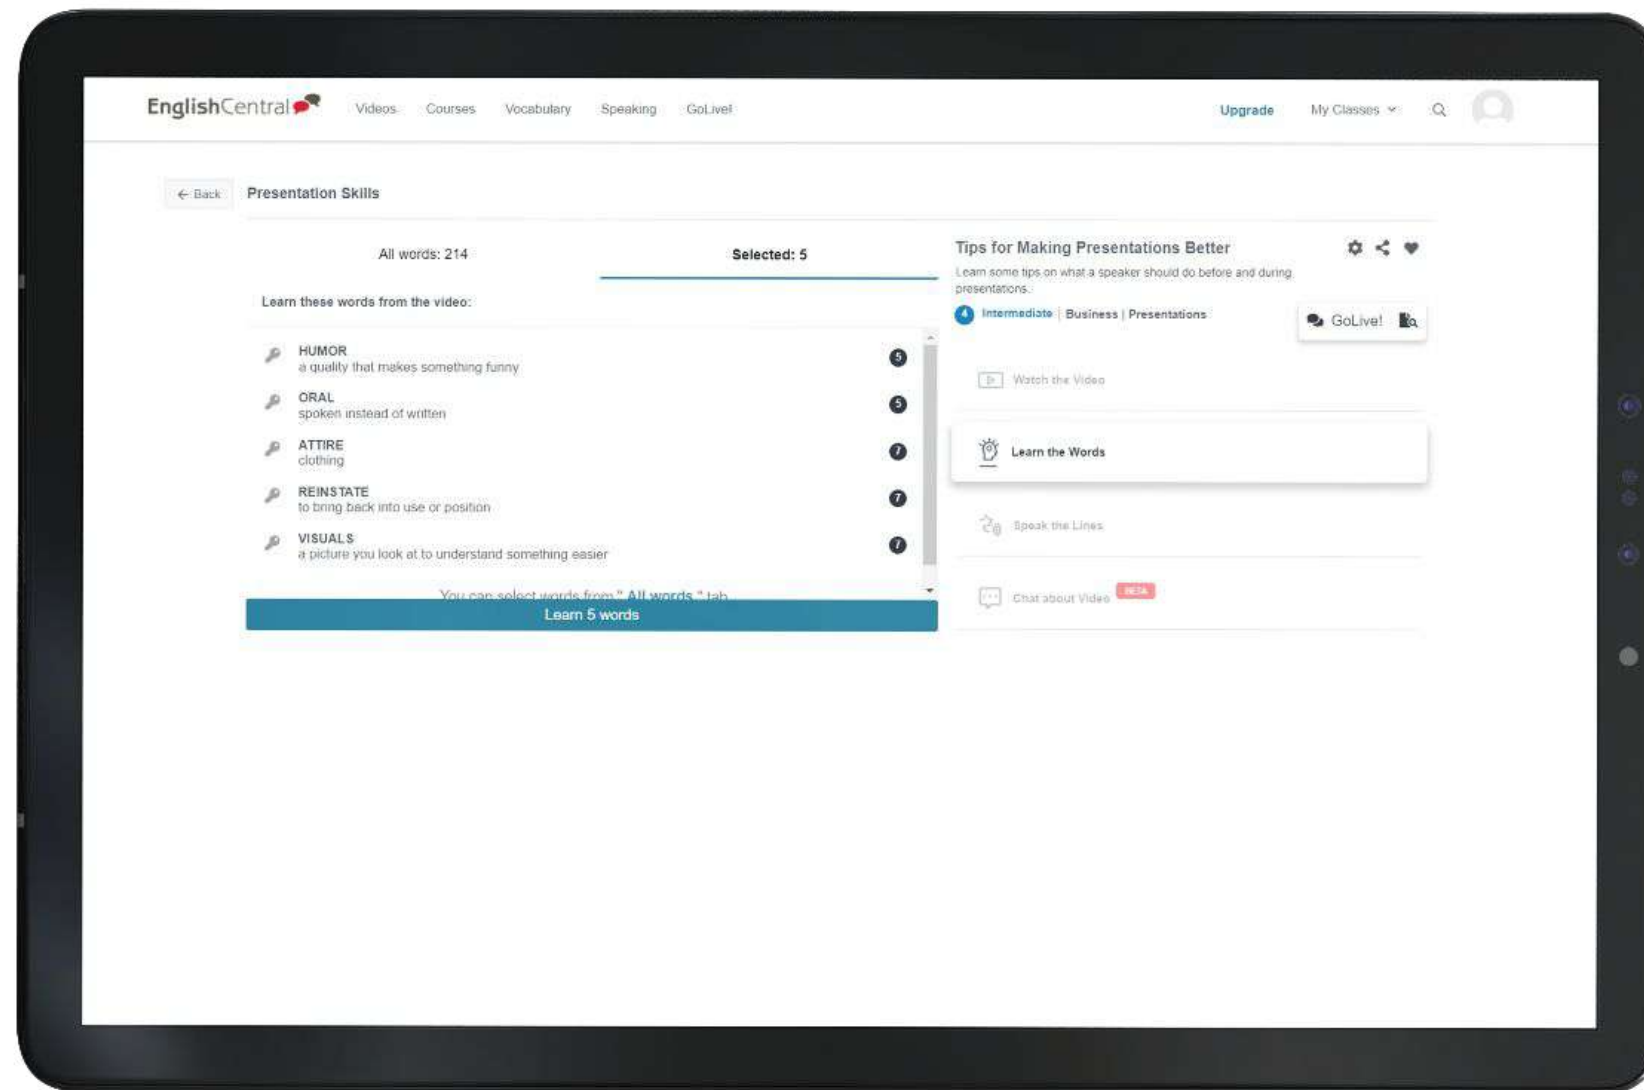 EnglishCentral
Videos Courses Vocabulary Speaking GoLive!
Upgrade My Classes
← Back
Presentation Skills
All words: 214
Selected: 5
Learn these words from the video:
HUMOR
a quality that makes something funny
5
ORAL
spoken instead of written
5
ATTIRE
clothing
7
REINSTATE
to bring back into use or position
7
VISUALS
a picture you look at to understand something easier
7
You can select words from " All words " tab
Learn 5 words
Tips for Making Presentations Better
Learn some tips on what a speaker should do before and during
presentations.
4 Intermediate | Business | Presentations
GoLive!
Watch the Video
Learn the Words
Speak the Lines
Chat about Video BETA